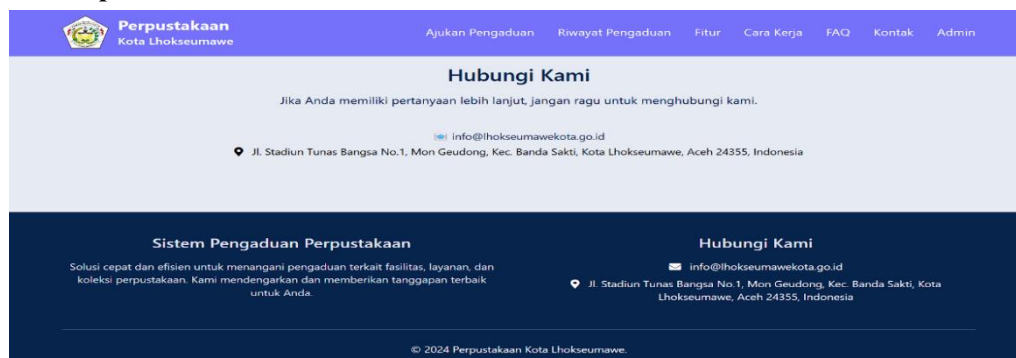 Perpustakaan
Kota Lhokseumawe
Ajukan Pengaduan Riwayat Pengaduan Fitur Cara Kerja FAQ Kontak Admin
Hubungi Kami
Jika Anda memiliki pertanyaan lebih lanjut, jangan ragu untuk menghubungi kami.
info@lhokseumawekota.go.id
Jl. Stadiun Tunas Bangsa No.1, Mon Geudong, Kec. Banda Sakti, Kota Lhokseumawe, Aceh 24355, Indonesia
Sistem Pengaduan Perpustakaan
Solusi cepat dan efisien untuk menangani pengaduan terkait fasilitas, layanan, dan
koleksi perpustakaan. Kami mendengarkan dan memberikan tanggapan terbaik
untuk Anda.
Hubungi Kami
info@lhokseumawekota.go.id
Jl. Stadiun Tunas Bangsa No.1, Mon Geudong, Kec. Banda Sakti, Kota
Lhokseumawe, Aceh 24355, Indonesia
© 2024 Perpustakaan Kota Lhokseumawe.